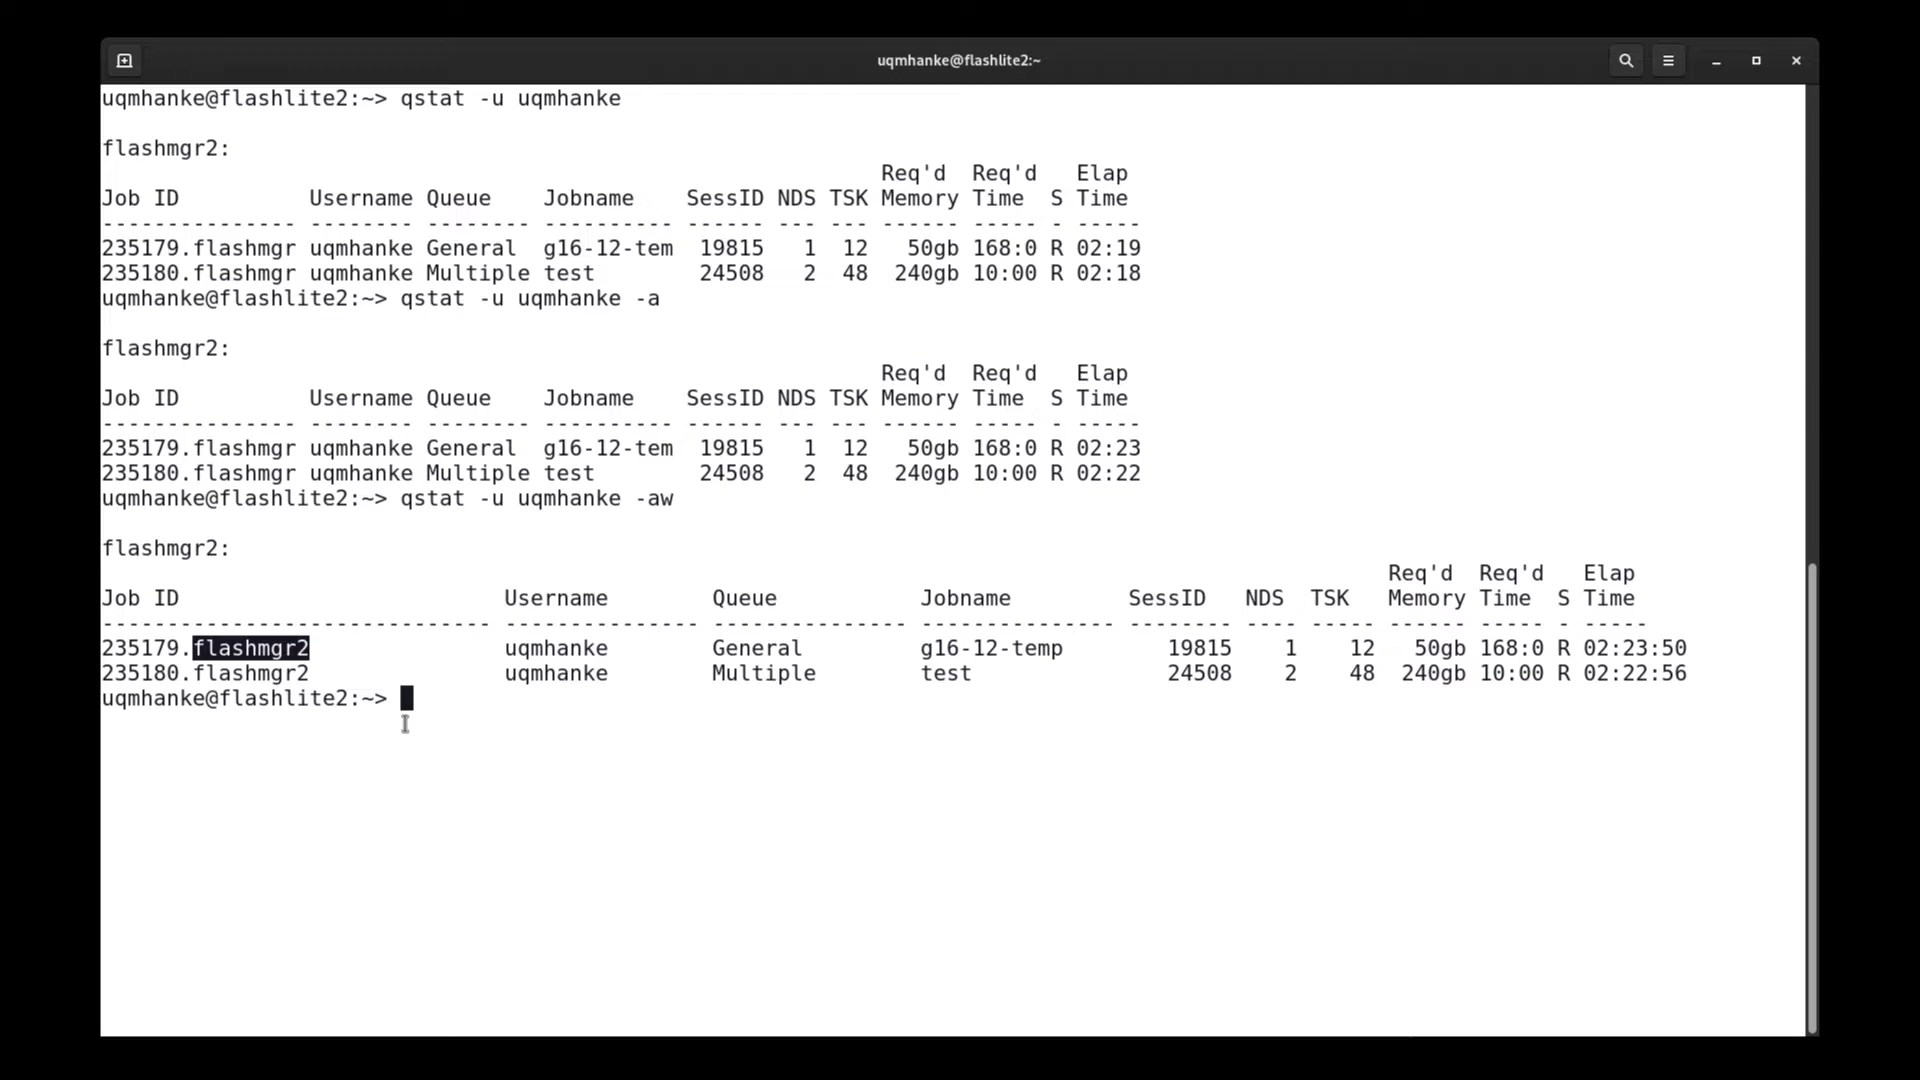 uqmhanke@flashlite2:~
uqmhanke@flashlite2:~> qstat -u uqmhanke
flashmgr2:
                                                            Req'd  Req'd   Elap
Job ID          Username Queue    Jobname    SessID NDS TSK Memory Time  S Time
--------------- -------- -------- ---------- ------ --- --- ------ ----- - -----
235179.flashmgr uqmhanke General  g16-12-tem  19815   1  12   50gb 168:0 R 02:19
235180.flashmgr uqmhanke Multiple test        24508   2  48  240gb 10:00 R 02:18
uqmhanke@flashlite2:~> qstat -u uqmhanke -a
flashmgr2:
                                                            Req'd  Req'd   Elap
Job ID          Username Queue    Jobname    SessID NDS TSK Memory Time  S Time
--------------- -------- -------- ---------- ------ --- --- ------ ----- - -----
235179.flashmgr uqmhanke General  g16-12-tem  19815   1  12   50gb 168:0 R 02:23
235180.flashmgr uqmhanke Multiple test        24508   2  48  240gb 10:00 R 02:22
uqmhanke@flashlite2:~> qstat -u uqmhanke -aw
flashmgr2:
                                                                                                   Req'd  Req'd   Elap
Job ID                         Username        Queue           Jobname         SessID   NDS  TSK   Memory Time  S Time
------------------------------ --------------- --------------- --------------- -------- ---- ----- ------ ----- - -----
235179.flashmgr2               uqmhanke        General         g16-12-temp        19815    1    12   50gb 168:0 R 02:23:50
235180.flashmgr2               uqmhanke        Multiple        test               24508    2    48  240gb 10:00 R 02:22:56
uqmhanke@flashlite2:~>